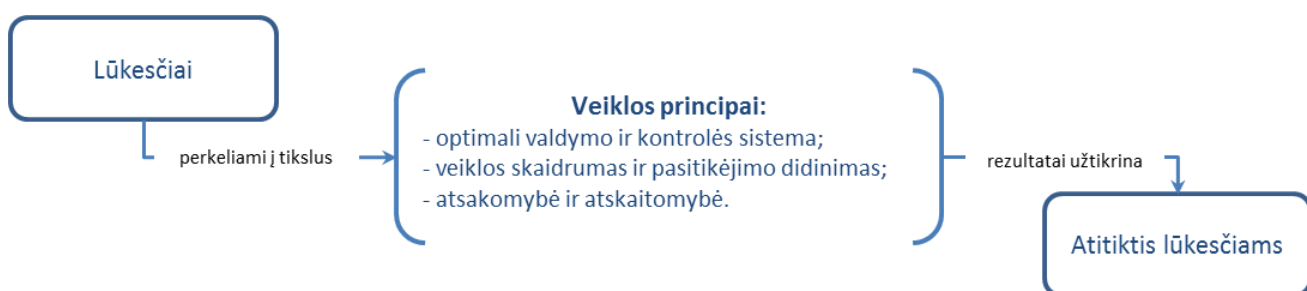 Lūkesčiai
perkeliami į tikslus
Veiklos principai:
- optimali valdymo ir kontrolės sistema;
- veiklos skaidrumas ir pasitikėjimo didinimas;
- atsakomybė ir atskaitomybė.
rezultatai užtikrina
Atitiktis lūkesčiams